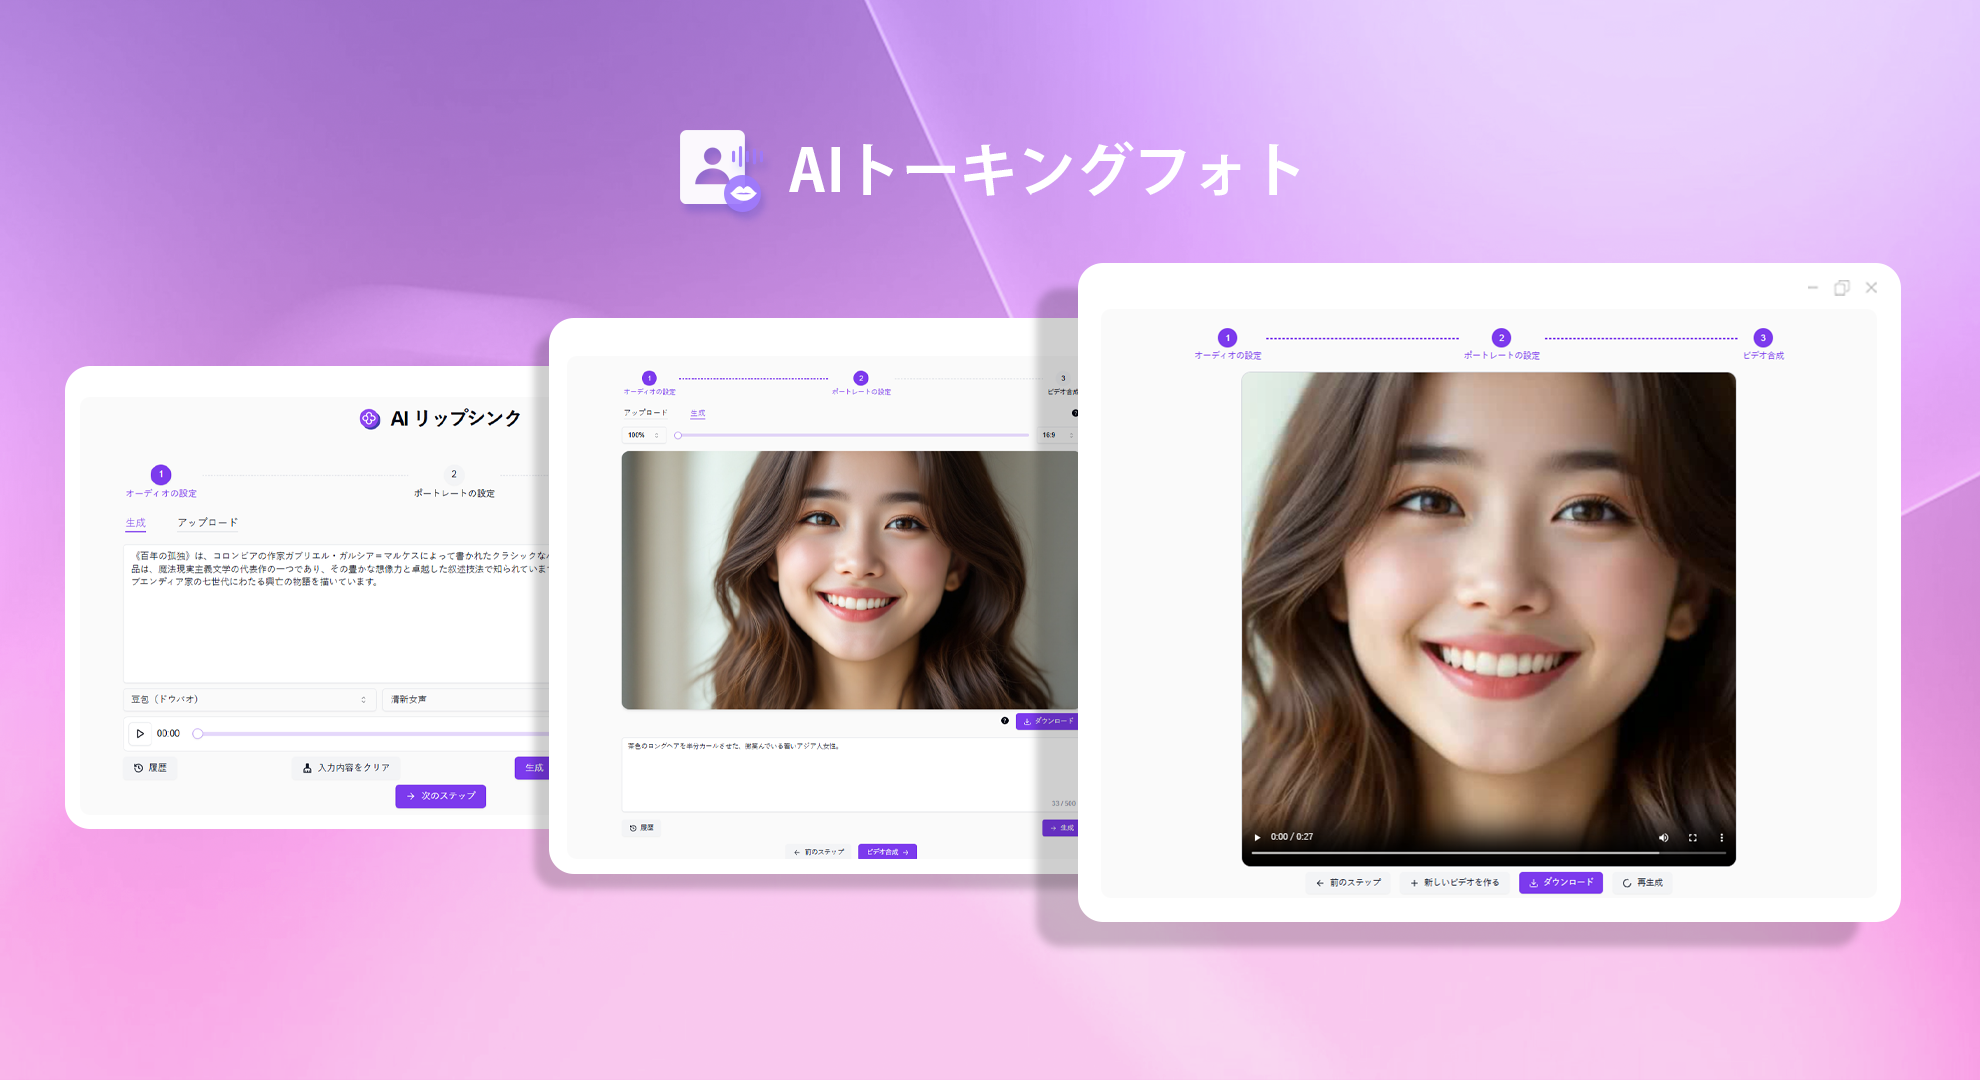 AIトーキングフォト
AI リップシンク
1
2
オーディオの設定
ポートレートの設定
生成
アップロード
《百年の孤独》は、コロンビアの作家ガブリエル・ガルシア=マルケスによって書かれたクラシックな
品は、魔法現実主義文学の代表作の一つであり、その豊かな想像力と卓越した叙述技法で知られていま
ブエンディア家の七世代にわたる興亡の物語を描いています。
豆包（ドウバオ）
清新女声
00:00
履歴
入力内容をクリア
生成
次のステップ
1
2
3
オーディオの設定
ポートレートの設定
ビデオ合成
アップロード
生成
100%
16:9
ダウンロード
茶色のロングヘアを半分カールさせた、微笑んでいる若いアジア人女性。
33 / 500
履歴
生成
前のステップ
ビデオ合成
1
2
3
オーディオの設定
ポートレートの設定
ビデオ合成
0:00 / 0:27
前のステップ
新しいビデオを作る
ダウンロード
再生成